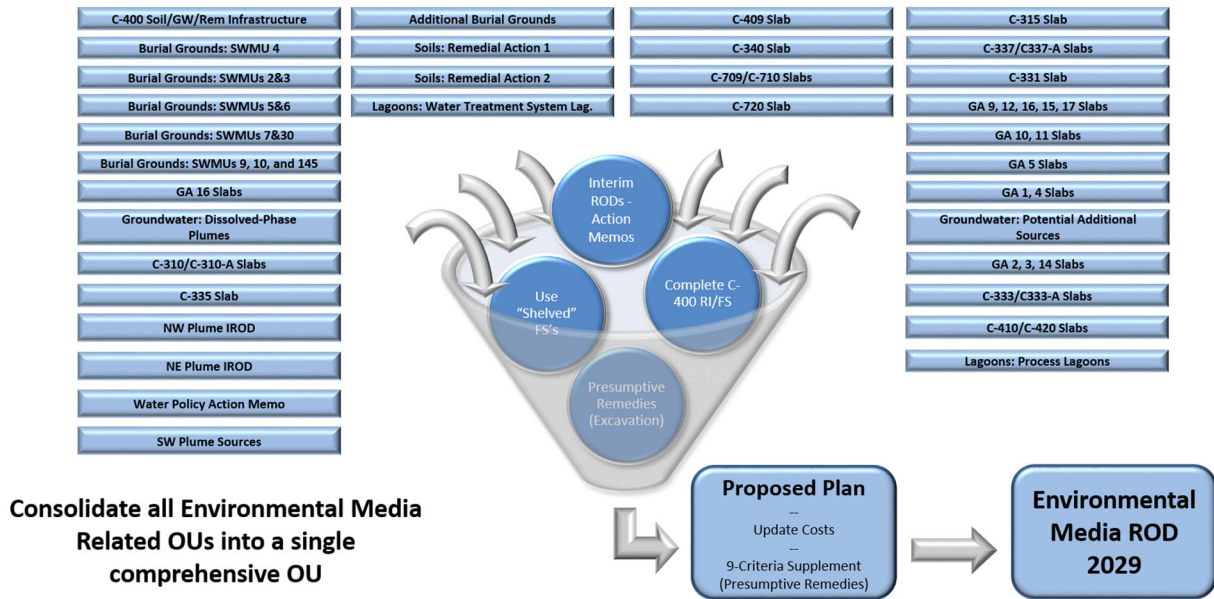 C-400 Soil/GW/Rem Infrastructure
Burial Grounds: SWMU 4
Burial Grounds: SWMUs 2&3
Burial Grounds: SWMUs 5&6
Burial Grounds: SWMUs 7&30
Burial Grounds: SWMUs 9, 10, and 145
GA 16 Slabs
Groundwater: Dissolved-Phase
Plumes
C-310/C-310-A Slabs
C-335 Slab
NW Plume IROD
NE Plume IROD
Water Policy Action Memo
SW Plume Sources
Additional Burial Grounds
Soils: Remedial Action 1
Soils: Remedial Action 2
Lagoons: Water Treatment System Lag.
C-409 Slab
C-340 Slab
C-709/C-710 Slabs
C-720 Slab
C-315 Slab
C-337/C337-A Slabs
C-331 Slab
GA 9, 12, 16, 15, 17 Slabs
GA 10, 11 Slabs
GA 5 Slabs
GA 1, 4 Slabs
Groundwater: Potential Additional
Sources
GA 2, 3, 14 Slabs
C-333/C333-A Slabs
C-410/C-420 Slabs
Lagoons: Process Lagoons
Interim
RODs -
Action
Memos
Use
“Shelved”
FS’s
Complete C-
400 RI/FS
Presumptive
Remedies
(Excavation)
Consolidate all Environmental Media
Related OUs into a single
comprehensive OU
Proposed Plan
--
Update Costs
--
9-Criteria Supplement
(Presumptive Remedies)
Environmental
Media ROD
2029